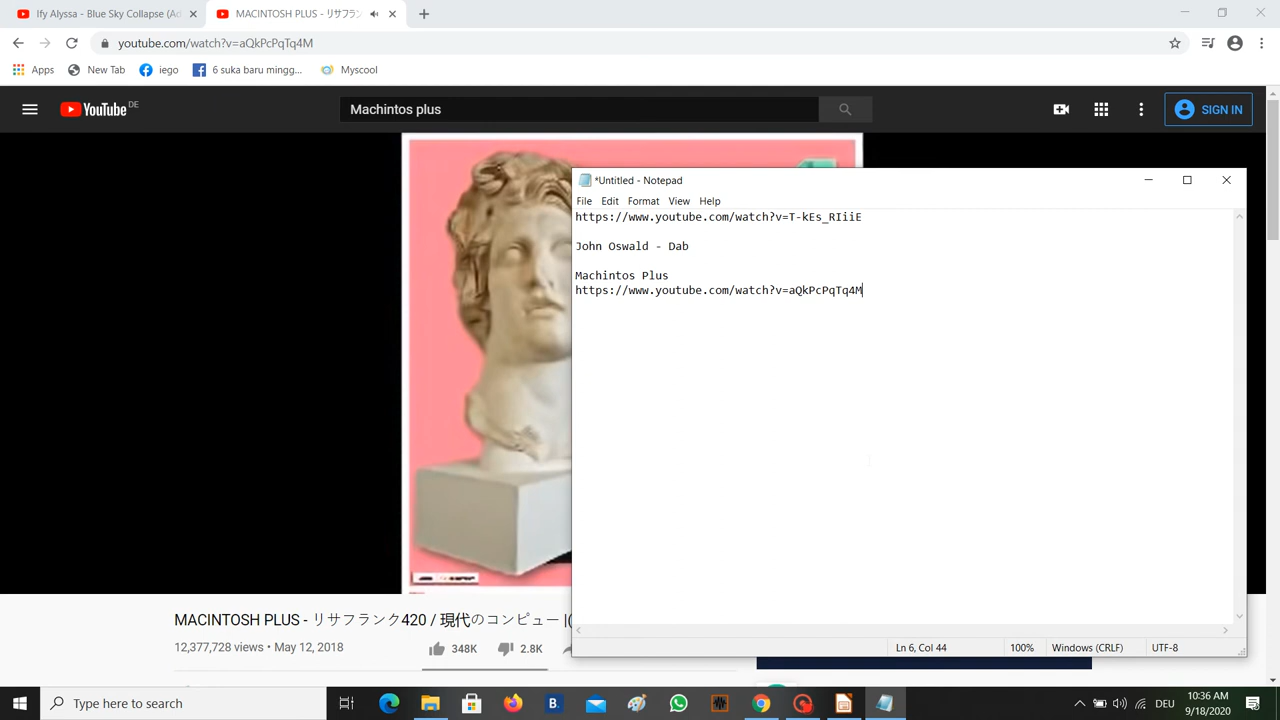 Ify Alyssa - Blue Sky Collapse (Ad
MACINTOSH PLUS - リサフラン
youtube.com/watch?v=aQkPcPqTq4M
Apps
New Tab
iego
6 suka baru mingg...
Myscool
YouTube DE
Machintos plus
SIGN IN
*Untitled - Notepad
File Edit Format View Help
https://www.youtube.com/watch?v=T-kEs_RIiiE
John Oswald - Dab
Machintos Plus
https://www.youtube.com/watch?v=aQkPcPqTq4M
MACINTOSH PLUS - リサフランク420 / 現代のコンピュー |(
12,377,728 views • May 12, 2018
348K
2.8K
Ln 6, Col 44
100%
Windows (CRLF)
UTF-8
Type here to search
DEU
10:36 AM
9/18/2020